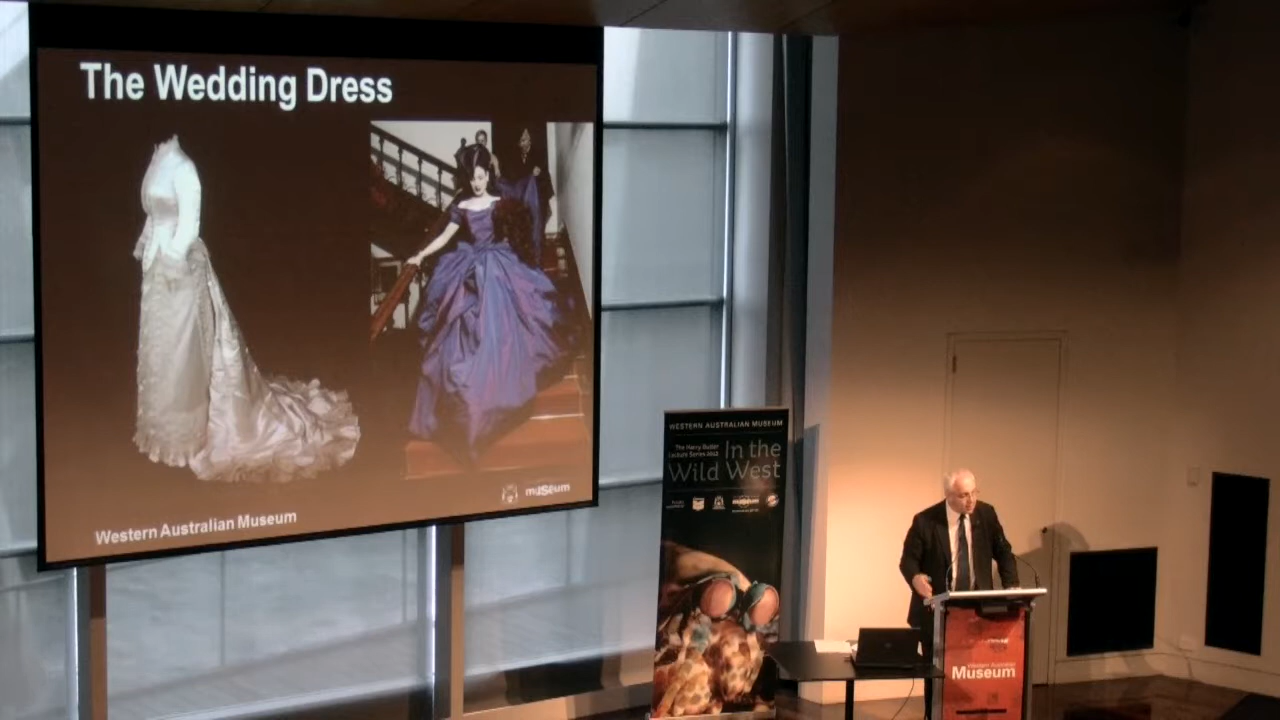 The Wedding Dress
museum
Western Australian Museum
WESTERN AUSTRALIAN MUSEUM
The Harry Butler
Lecture Series 2012
In the
Wild West
museum
Western Australian
Museum